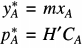 y*_A = mx_A
p*_A = H′C_A